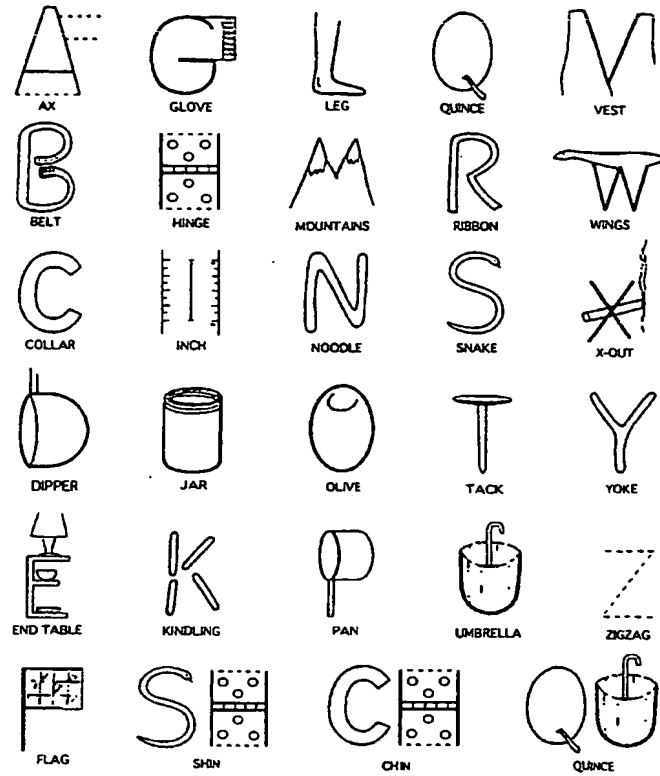 AX GLOVE LEG QUINCE VEST
BELT HINGE MOUNTAINS RIBBON WINGS
COLLAR INCH NOODLE SNAKE X-OUT
DIPPER JAR OLIVE TACK YOKE
END TABLE KINDLING PAN UMBRELLA ZIGZAG
FLAG SHIN CHIN QUINCE